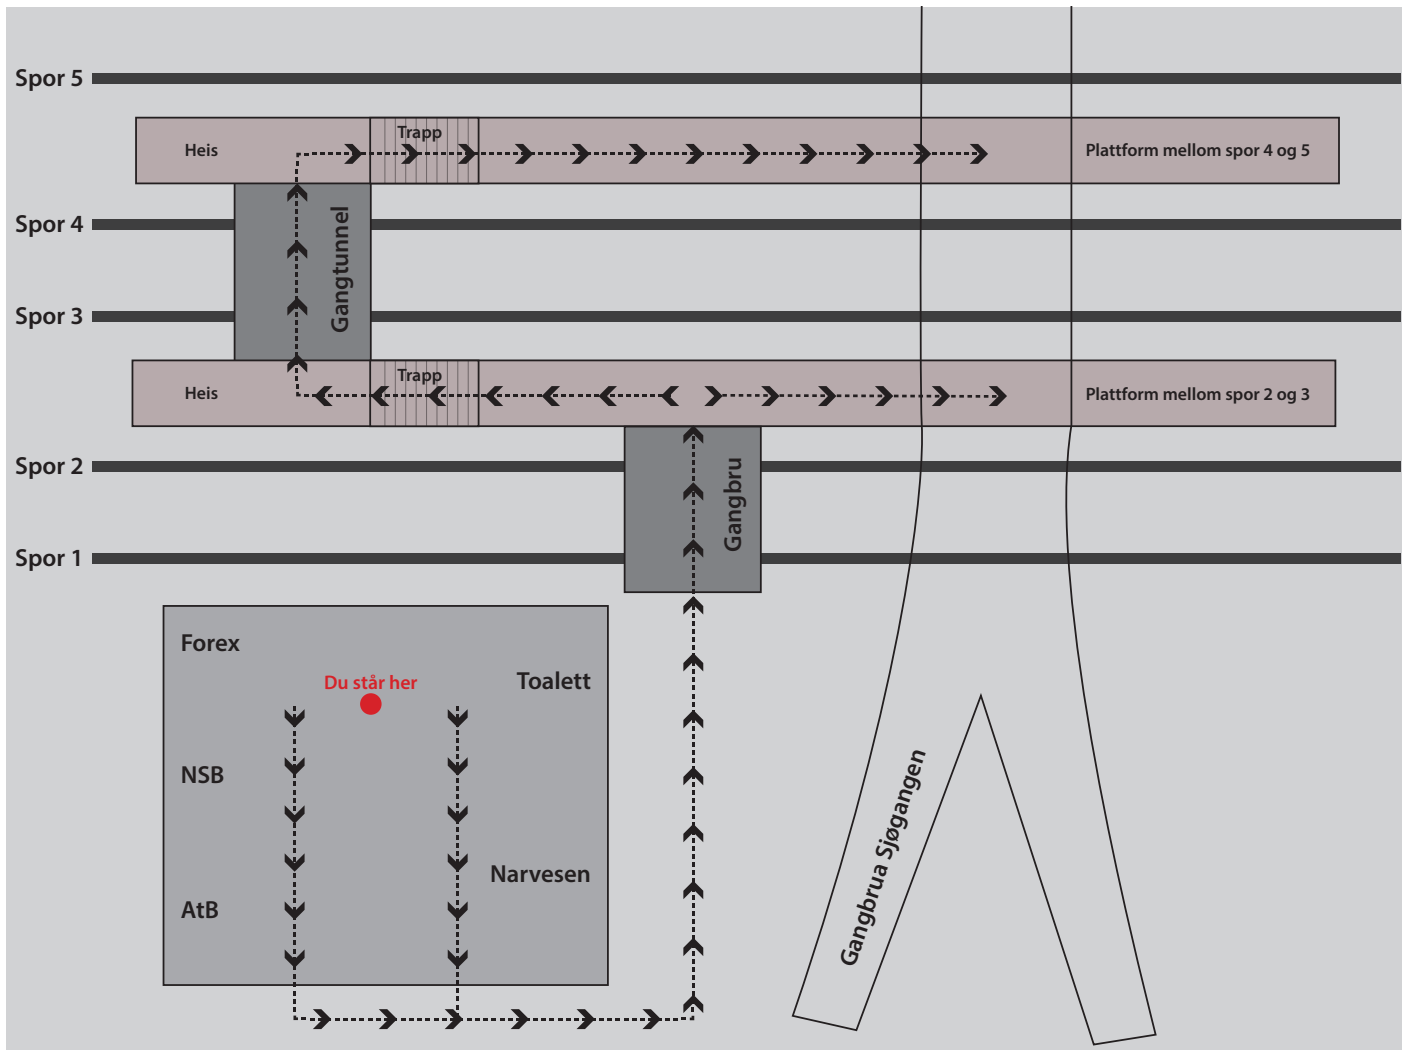 Spor 5
Trapp
Heis
Plattform mellom spor 4 og 5
Spor 4
Gangtunnel
Spor 3
Trapp
Heis
Plattform mellom spor 2 og 3
Spor 2
Gangbru
Spor 1
Forex
Du står her
Toalett
NSB
Gangbrua Sjøgangen
Narvesen
AtB